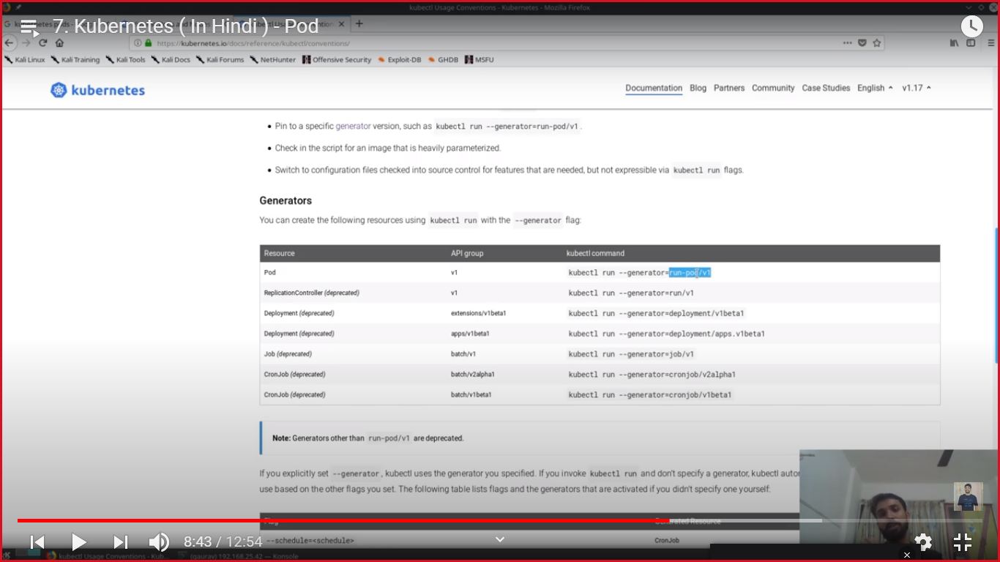 kubectl Usage Conventions - Kubernetes - Mozilla Firefox
7. Kubernetes ( In Hindi ) - Pod
https://kubernetes.io/docs/reference/kubectl/conventions/
Kali Linux Kali Training Kali Tools Kali Docs Kali Forums NetHunter Offensive Security Exploit-DB GHDB MSFU
kubernetes Documentation Blog Partners Community Case Studies English v1.17
• Pin to a specific generator version, such as kubectl run --generator=run-pod/v1 .
• Check in the script for an image that is heavily parameterized.
• Switch to configuration files checked into source control for features that are needed, but not expressible via kubectl run flags.
Generators
You can create the following resources using kubectl run with the --generator flag:
Resource API group kubectl command
Pod v1 kubectl run --generator=run-pod/v1
ReplicationController (deprecated) v1 kubectl run --generator=run/v1
Deployment (deprecated) extensions/v1beta1 kubectl run --generator=deployment/v1beta1
Deployment (deprecated) apps/v1beta1 kubectl run --generator=deployment/apps.v1beta1
Job (deprecated) batch/v1 kubectl run --generator=job/v1
CronJob (deprecated) batch/v2alpha1 kubectl run --generator=cronjob/v2alpha1
CronJob (deprecated) batch/v1beta1 kubectl run --generator=cronjob/v1beta1
Note: Generators other than run-pod/v1 are deprecated.
If you explicitly set --generator , kubectl uses the generator you specified. If you invoke kubectl run and don't specify a generator, kubectl autor
use based on the other flags you set. The following table lists flags and the generators that are activated if you didn't specify one yourself:
Flag Generated Resource
--schedule=<schedule> CronJob
8:43 / 12:54
kubectl Usage Conventions - Kub... (gaurav) 192.168.25.42 — Konsole